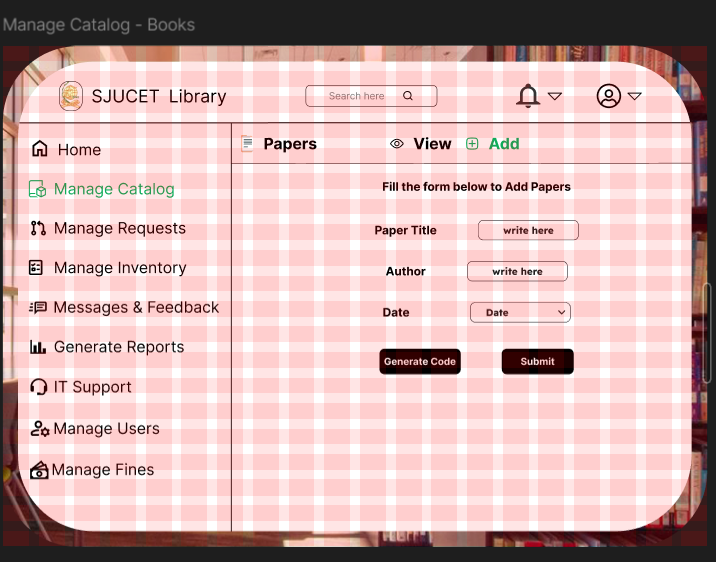 Manage Catalog - Books
SJUCET Library
Search here
Home
Manage Catalog
Manage Requests
Manage Inventory
Messages & Feedback
Generate Reports
IT Support
Manage Users
Manage Fines
Papers
View
Add
Fill the form below to Add Papers
Paper Title
write here
Author
write here
Date
Date
Generate Code
Submit